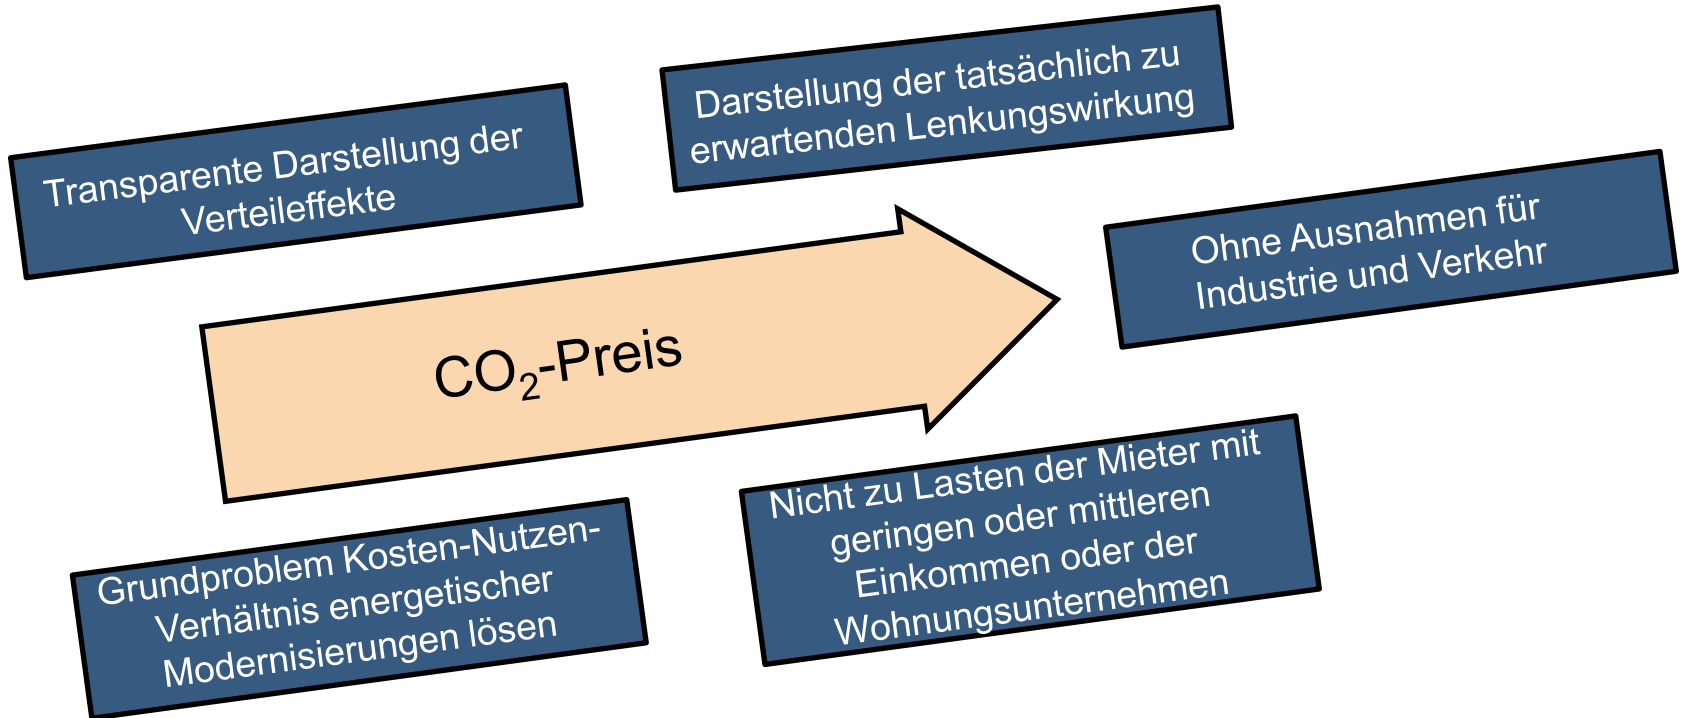 Transparente Darstellung der
Verteileffekte
Darstellung der tatsächlich zu
erwartenden Lenkungswirkung
Ohne Ausnahmen für
Industrie und Verkehr
CO₂-Preis
Grundproblem Kosten-Nutzen-
Verhältnis energetischer
Modernisierungen lösen
Nicht zu Lasten der Mieter mit
geringen oder mittleren
Einkommen oder der
Wohnungsunternehmen